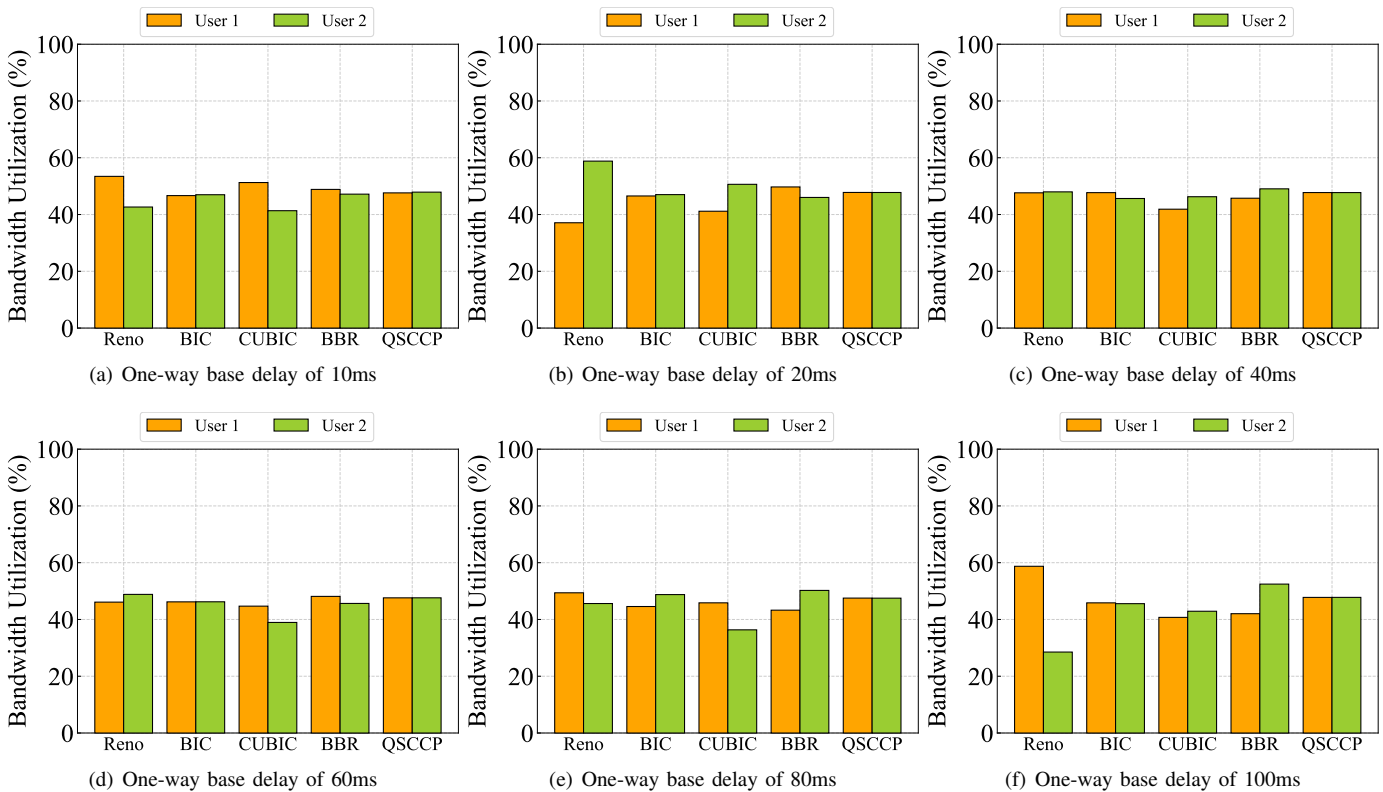 User 1 User 2
Bandwidth Utilization (%)
100
80
60
40
20
0
Reno BIC CUBIC BBR QSCCP
(a) One-way base delay of 10ms
User 1 User 2
Bandwidth Utilization (%)
100
80
60
40
20
0
Reno BIC CUBIC BBR QSCCP
(b) One-way base delay of 20ms
User 1 User 2
Bandwidth Utilization (%)
100
80
60
40
20
0
Reno BIC CUBIC BBR QSCCP
(c) One-way base delay of 40ms
User 1 User 2
Bandwidth Utilization (%)
100
80
60
40
20
0
Reno BIC CUBIC BBR QSCCP
(d) One-way base delay of 60ms
User 1 User 2
Bandwidth Utilization (%)
100
80
60
40
20
0
Reno BIC CUBIC BBR QSCCP
(e) One-way base delay of 80ms
User 1 User 2
Bandwidth Utilization (%)
100
80
60
40
20
0
Reno BIC CUBIC BBR QSCCP
(f) One-way base delay of 100ms